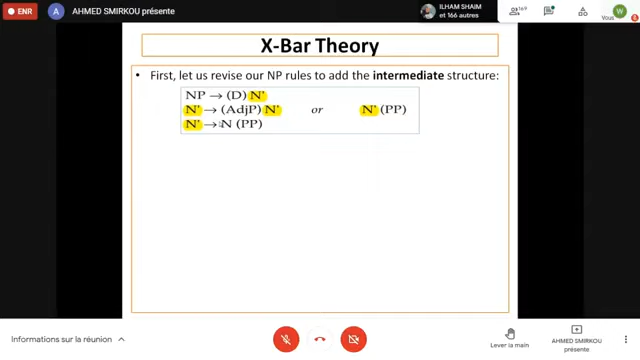 ENR
A
AHMED SMIRKOU présente
ILHAM SHAIM
et 166 autres
169
W
Vous
X-Bar Theory
• First, let us revise our NP rules to add the intermediate structure:
NP → (D) N'
N' → (AdjP) N' or N' (PP)
N' → N (PP)
Informations sur la réunion
Lever la main
AHMED SMIRKOU
présente